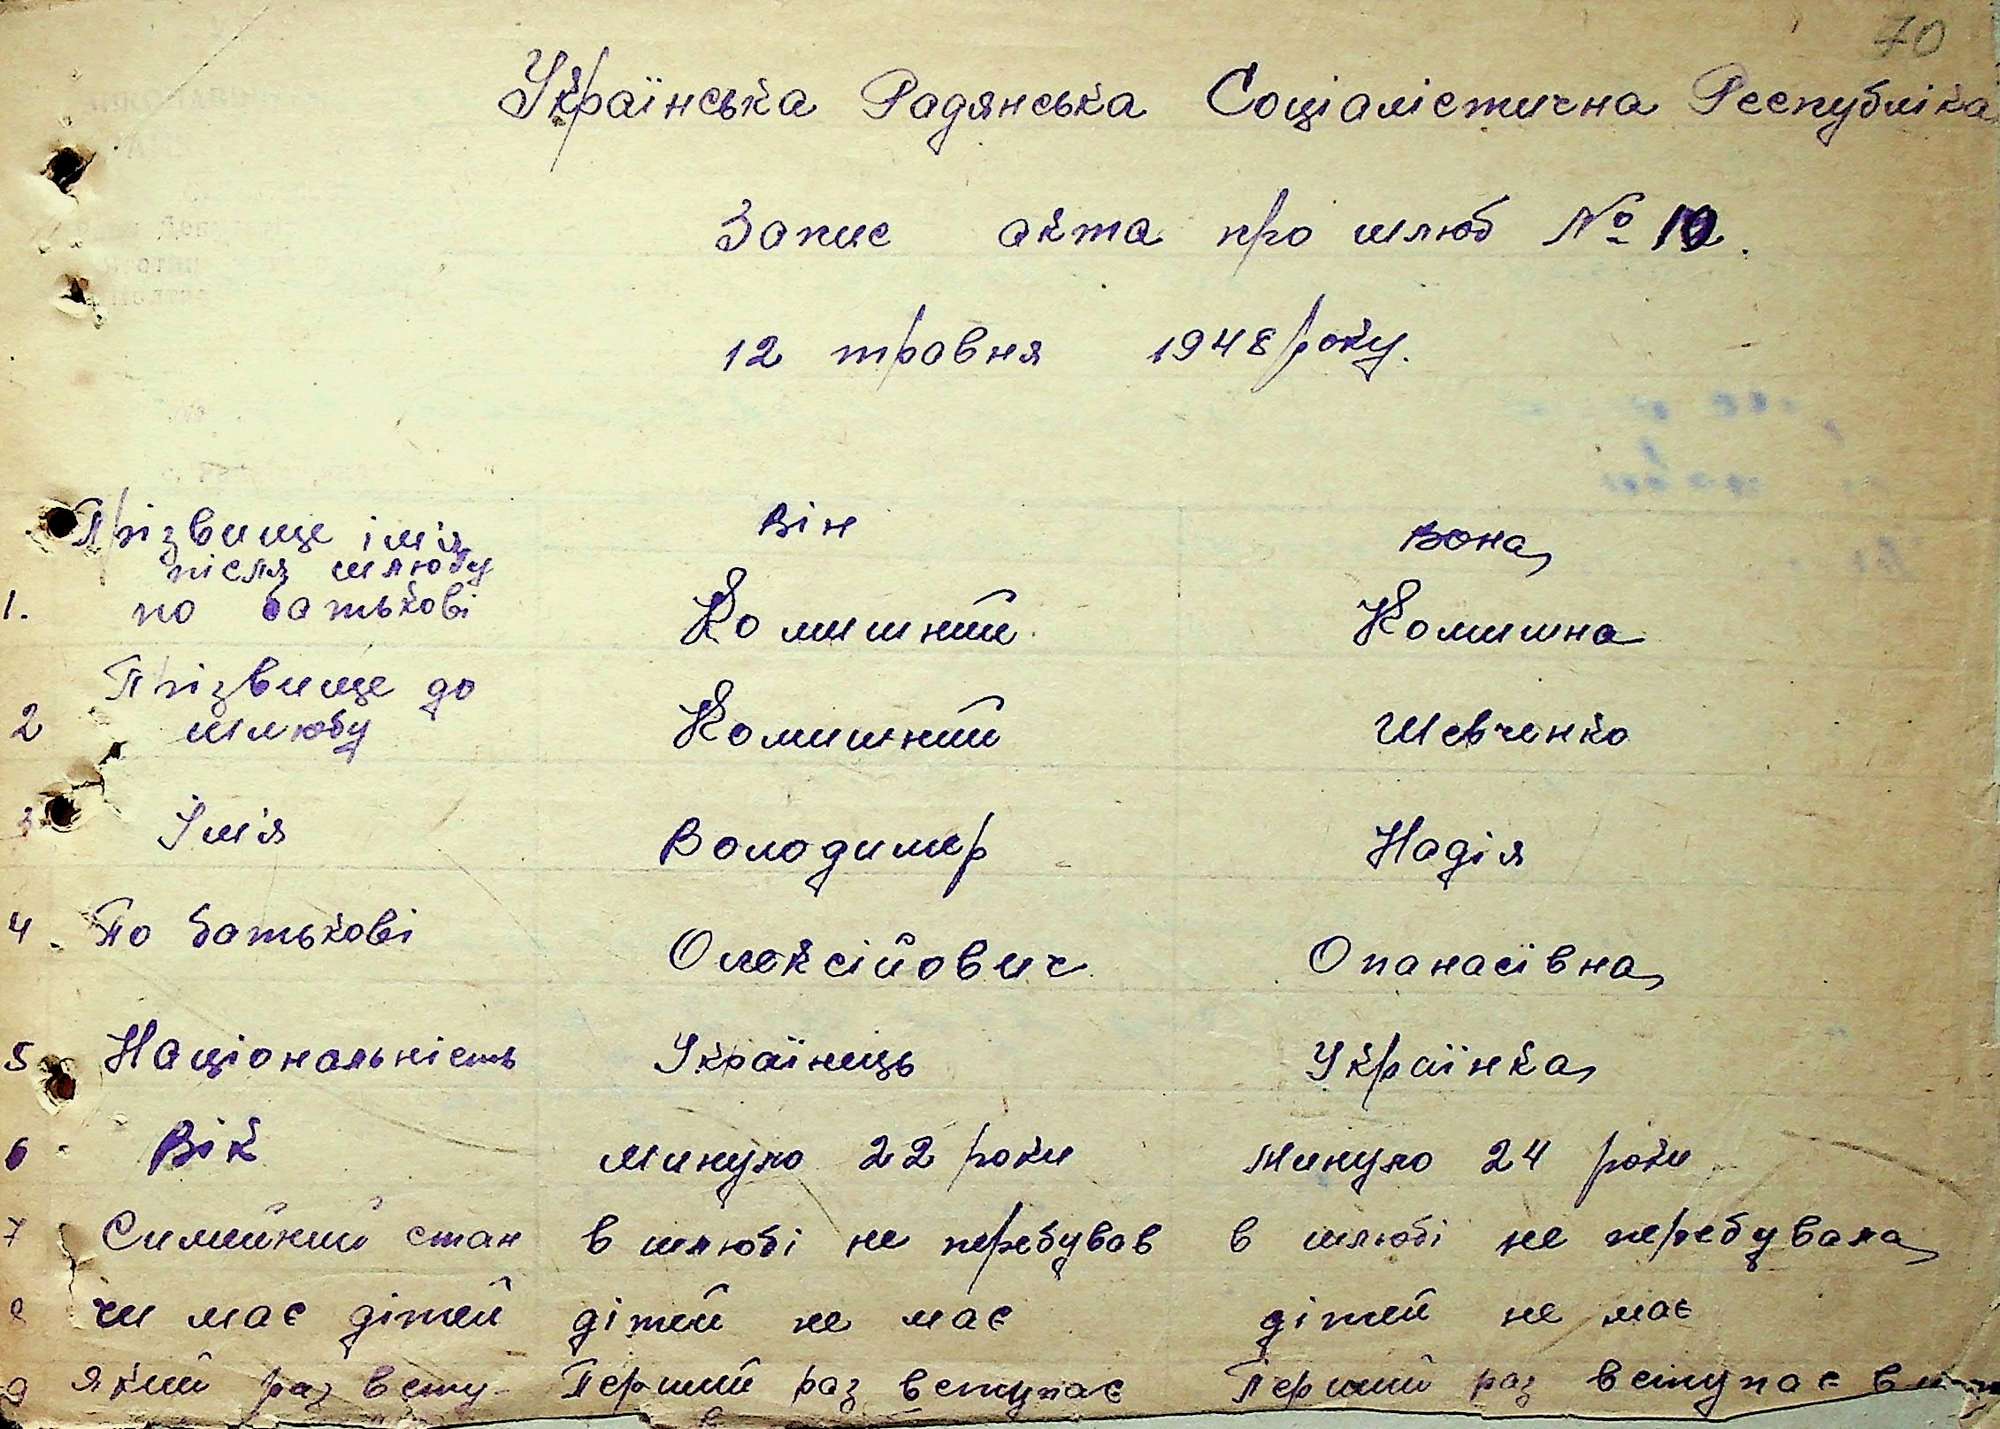 70
Українська Радянська Соціалістична Республіка
Запис акта про шлюб № 10.
12 травня 1948 року.
Прізвище імія він вона
після шлюбу
1. по батькові Комишний Комишна
Прізвище до
2 шлюбу Комишний Шевченко
3 Імія Володимер Надія
4. По батькові Олексійович Опанасівна
5 Національність Українець Українка
6. Вік Минуло 22 роки Минуло 24 роки
7 Симейний стан в шлюбі не перебував в шлюбі не перебувала
8 чи має дітей дітей не має дітей не має
9 який раз всту- Перший раз вступає Перший раз вступає в